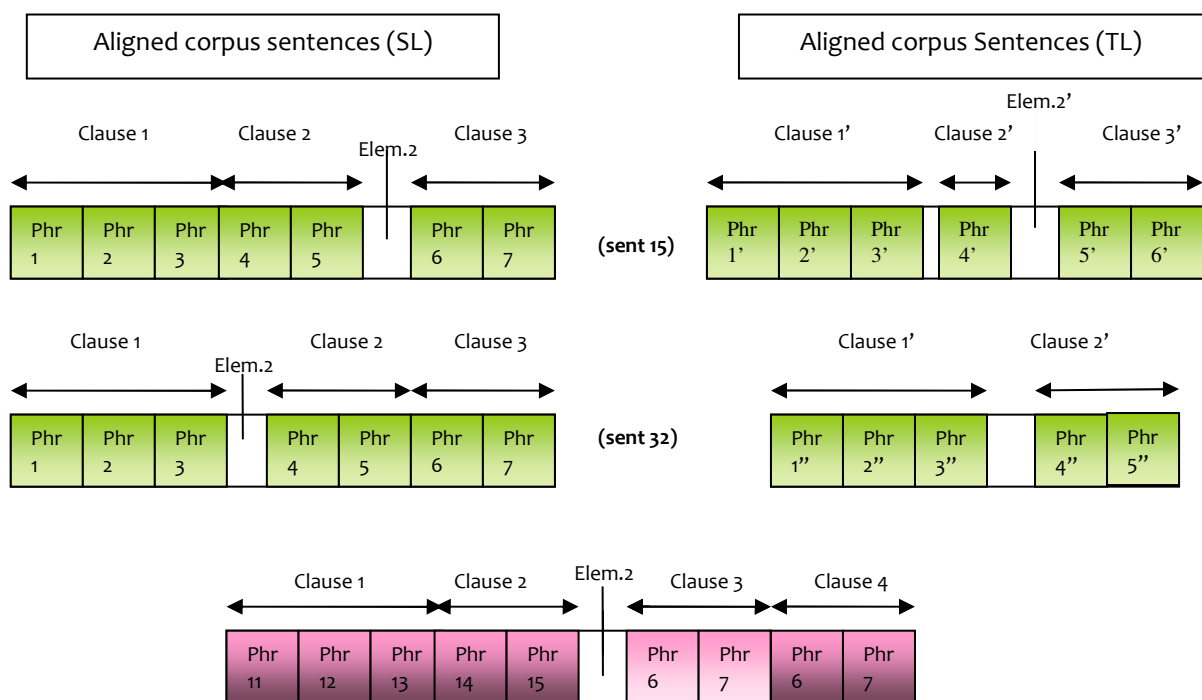 Aligned corpus sentences (SL)
Aligned corpus Sentences (TL)
Clause 1
Clause 2
Elem.2
Clause 3
Clause 1’
Clause 2’
Elem.2’
Clause 3’
Phr 1
Phr 2
Phr 3
Phr 4
Phr 5
Phr 6
Phr 7
(sent 15)
Phr 1’
Phr 2’
Phr 3’
Phr 4’
Phr 5’
Phr 6’
Clause 1
Elem.2
Clause 2
Clause 3
Clause 1’
Clause 2’
Phr 1
Phr 2
Phr 3
Phr 4
Phr 5
Phr 6
Phr 7
(sent 32)
Phr 1’’
Phr 2’’
Phr 3’’
Phr 4’’
Phr 5’’
Clause 1
Clause 2
Elem.2
Clause 3
Clause 4
Phr 11
Phr 12
Phr 13
Phr 14
Phr 15
Phr 6
Phr 7
Phr 6
Phr 7